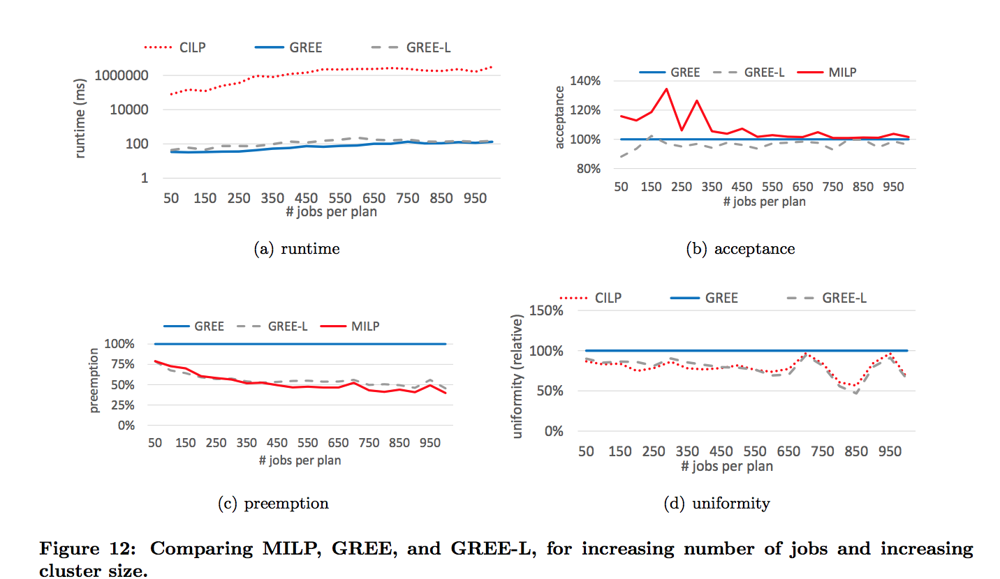 CILP GREE GREE-L
1000000
10000
100
1
runtime (ms)
50 150 250 350 450 550 650 750 850 950
# jobs per plan
(a) runtime
GREE GREE-L MILP
140%
120%
100%
80%
acceptance
50 150 250 350 450 550 650 750 850 950
# jobs per plan
(b) acceptance
GREE GREE-L MILP
100%
75%
50%
25%
0%
preemption
50 150 250 350 450 550 650 750 850 950
# jobs per plan
(c) preemption
CILP GREE GREE-L
150%
100%
50%
0%
uniformity (relative)
50 150 250 350 450 550 650 750 850 950
# jobs per plan
(d) uniformity
Figure 12: Comparing MILP, GREE, and GREE-L, for increasing number of jobs and increasing
cluster size.